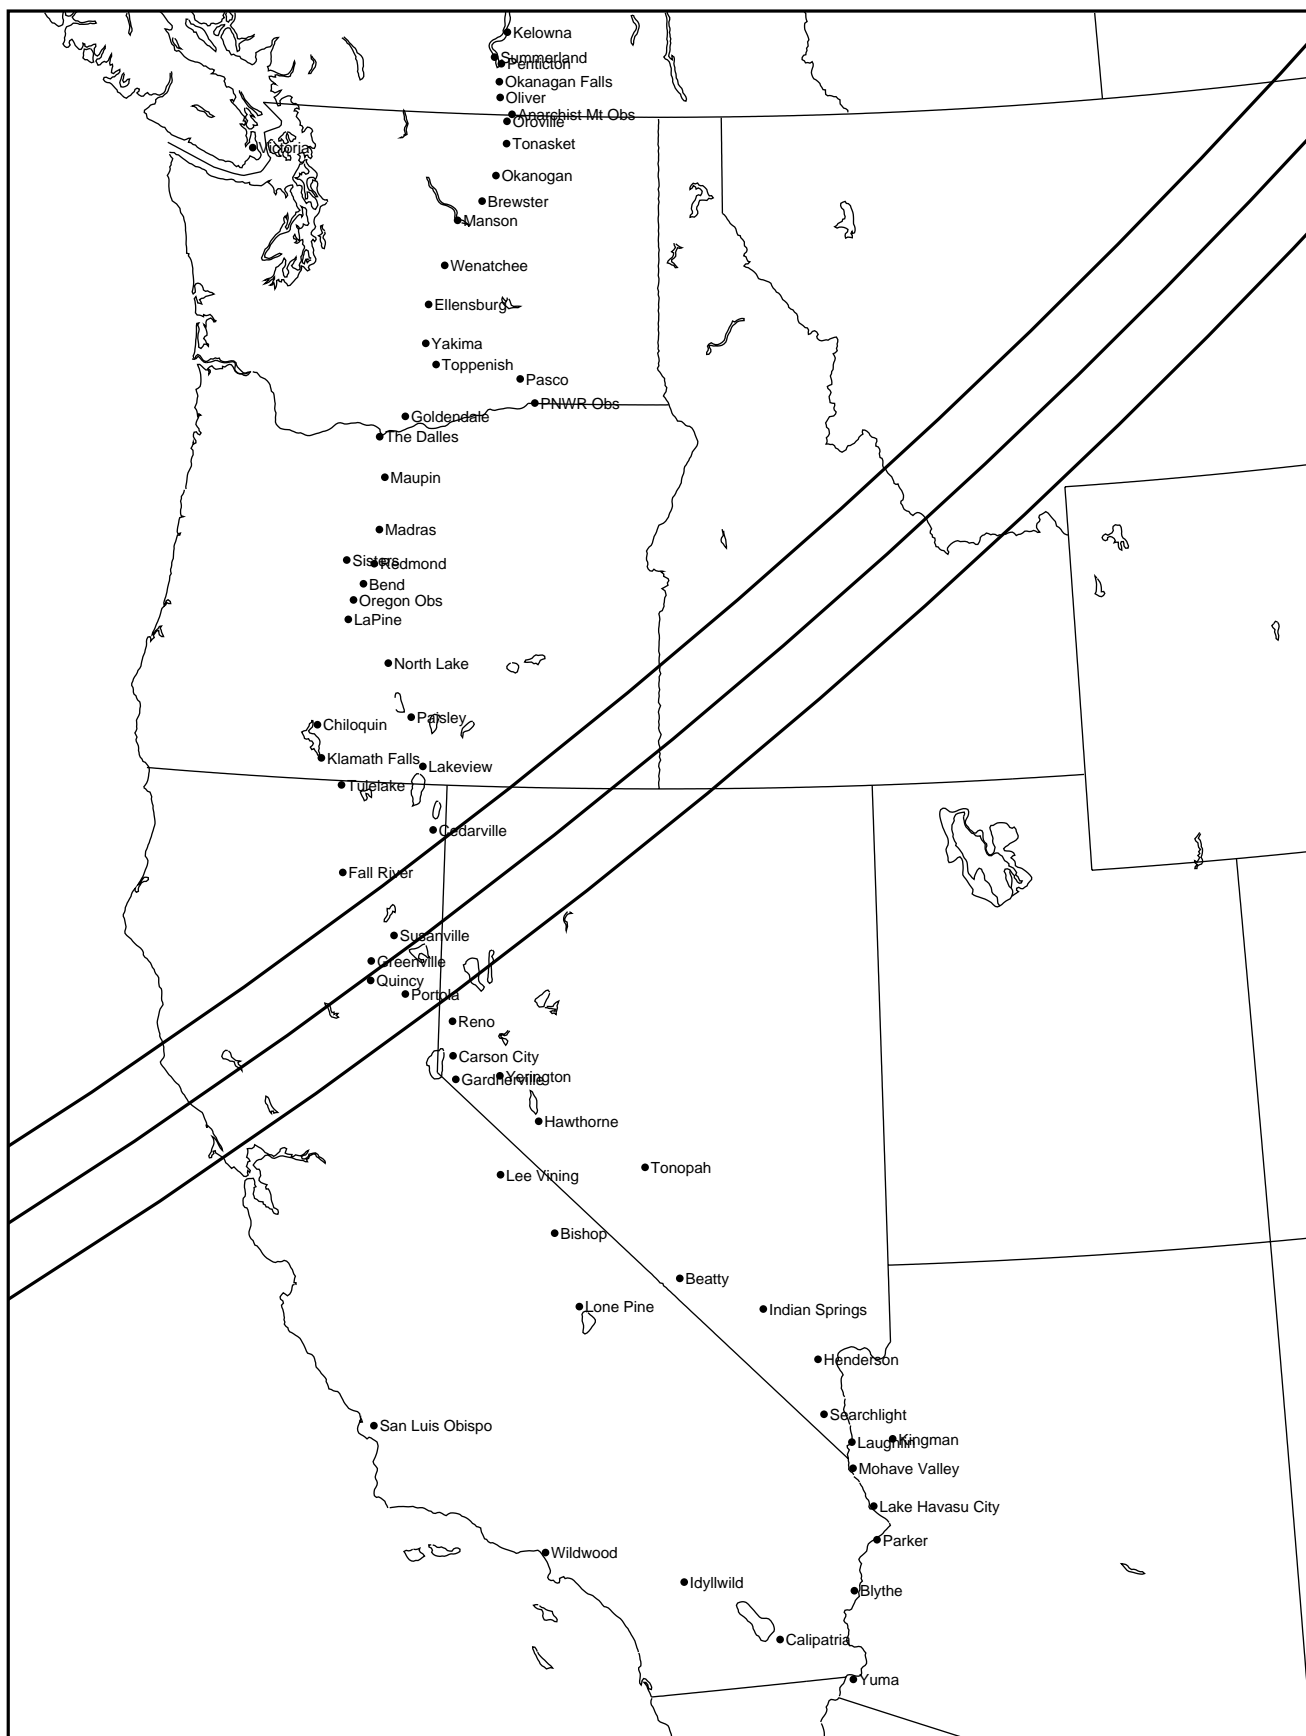 Kelowna
Summerland
Penticton
Okanagan Falls
Oliver
Anarchist Mt Obs
Oroville
Tonasket
Victoria
Okanogan
Brewster
Manson
Wenatchee
Ellensburg
Yakima
Toppenish
Pasco
PNWR Obs
Goldendale
The Dalles
Maupin
Madras
Sisters
Redmond
Bend
Oregon Obs
LaPine
North Lake
Paisley
Chiloquin
Klamath Falls
Lakeview
Tulelake
Cedarville
Fall River
Susanville
Greenville
Quincy
Portola
Reno
Carson City
Yerington
Gardnerville
Hawthorne
Tonopah
Lee Vining
Bishop
Beatty
Lone Pine
Indian Springs
Henderson
Searchlight
San Luis Obispo
Kingman
Laughlin
Mohave Valley
Lake Havasu City
Parker
Wildwood
Idyllwild
Blythe
Calipatria
Yuma